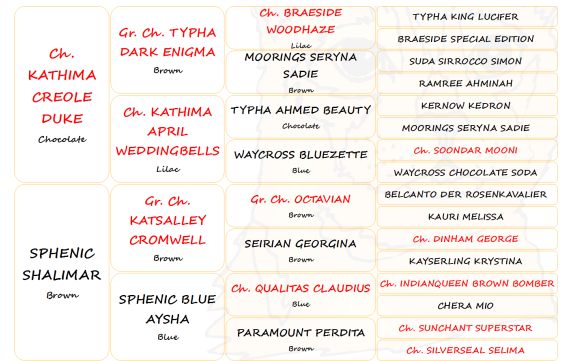 Ch.
KATHIMA
CREOLE
DUKE
Chocolate
SPHENIC
SHALIMAR
Brown
Gr. Ch. TYPHA
DARK ENIGMA
Brown
Ch. KATHIMA
APRIL
WEDDINGBELLS
Lilac
Gr. Ch.
KATSALLEY
CROMWELL
Brown
SPHENIC BLUE
AYSHA
Blue
Ch. BRAESIDE
WOODHAZE
Lilac
MOORINGS SERYNA
SADIE
Brown
TYPHA AHMED BEAUTY
Chocolate
WAYCROSS BLUEZETTE
Blue
Gr. Ch. OCTAVIAN
Brown
SEIRIAN GEORGINA
Brown
Ch. QUALITAS CLAUDIUS
Blue
PARAMOUNT PERDITA
Brown
TYPHA KING LUCIFER
BRAESIDE SPECIAL EDITION
SUDA SIRROCCO SIMON
RAMREE AHMINAH
KERNOW KEDRON
MOORINGS SERYNA SADIE
Ch. SOONDAR MOONI
WAYCROSS CHOCOLATE SODA
BELCANTO DER ROSENKAVALIER
KAURI MELISSA
Ch. DINHAM GEORGE
KAYSERLING KRYSTINA
Ch. INDIANQUEEN BROWN BOMBER
CHERA MIO
Ch. SUNCHANT SUPERSTAR
Ch. SILVERSEAL SELIMA